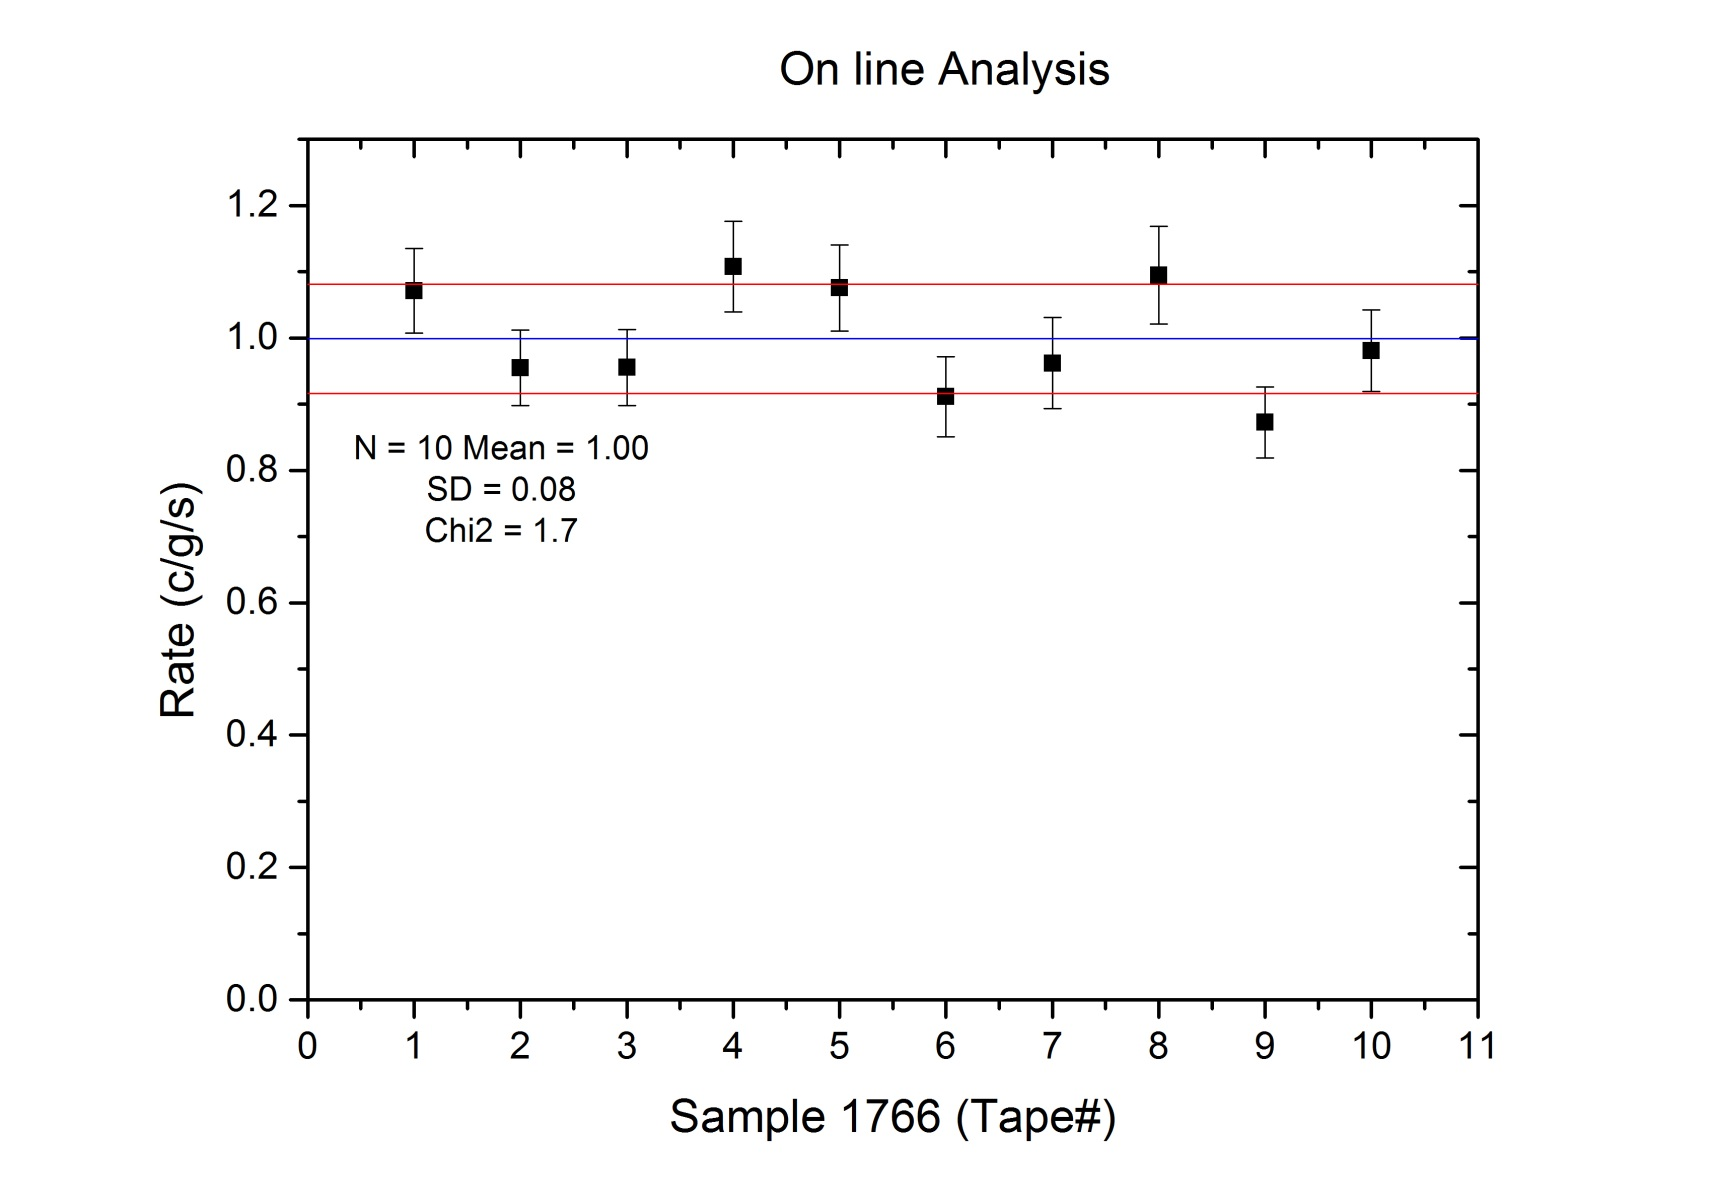 On line Analysis
1.2
1.0
0.8
0.6
0.4
0.2
0.0
Rate (c/g/s)
N = 10 Mean = 1.00
SD = 0.08
Chi2 = 1.7
0 1 2 3 4 5 6 7 8 9 10 11
Sample 1766 (Tape#)